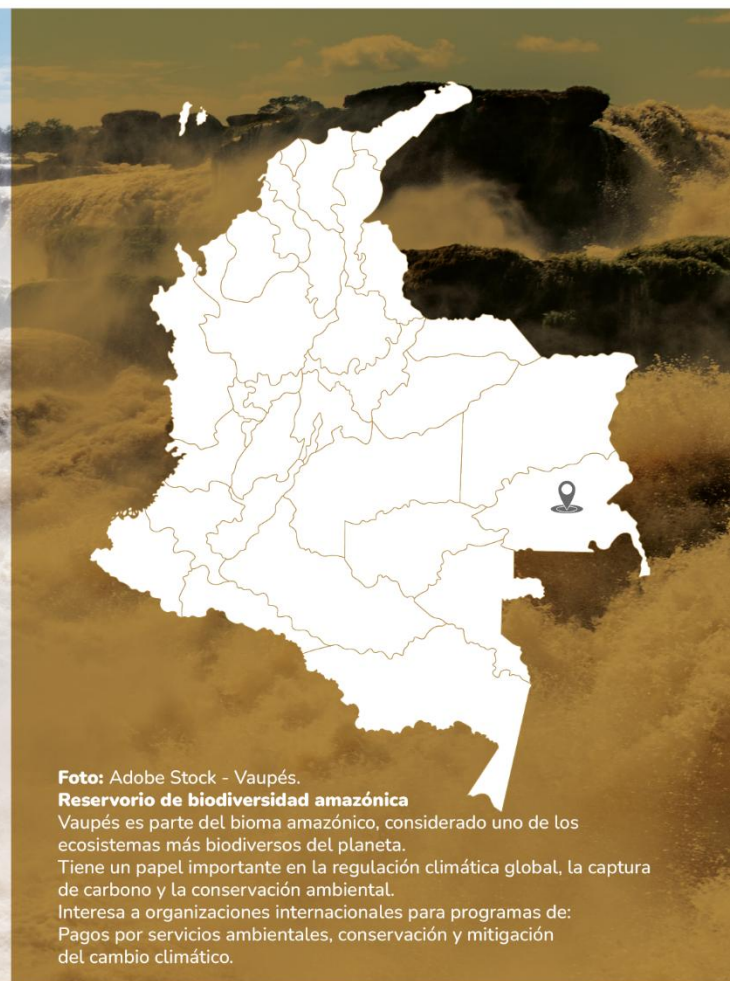 Foto: Adobe Stock - Vaupés.
Reservorio de biodiversidad amazónica
Vaupés es parte del bioma amazónico, considerado uno de los
ecosistemas más biodiversos del planeta.
Tiene un papel importante en la regulación climática global, la captura
de carbono y la conservación ambiental.
Interesa a organizaciones internacionales para programas de:
Pagos por servicios ambientales, conservación y mitigación
del cambio climático.